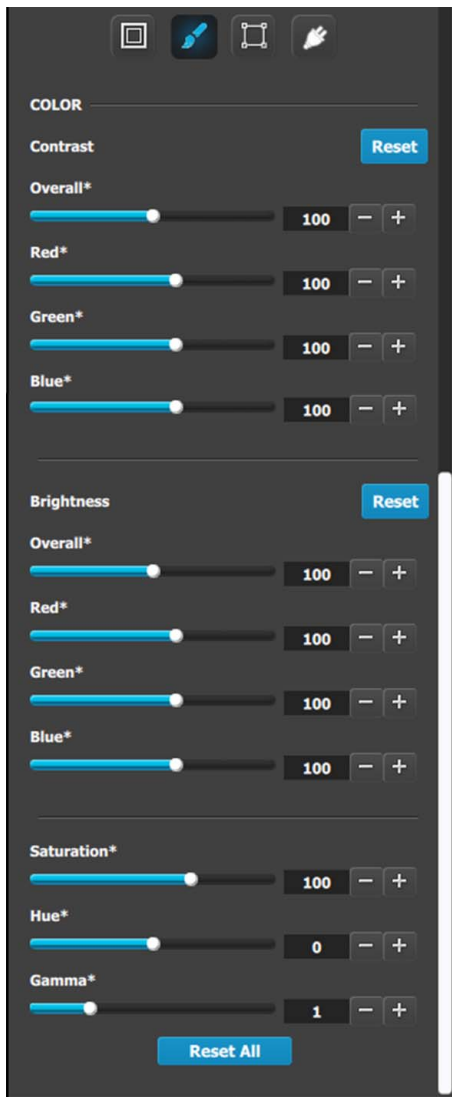 COLOR
Contrast Reset
Overall*
100 − +
Red*
100 − +
Green*
100 − +
Blue*
100 − +
Brightness Reset
Overall*
100 − +
Red*
100 − +
Green*
100 − +
Blue*
100 − +
Saturation*
100 − +
Hue*
0 − +
Gamma*
1 − +
Reset All